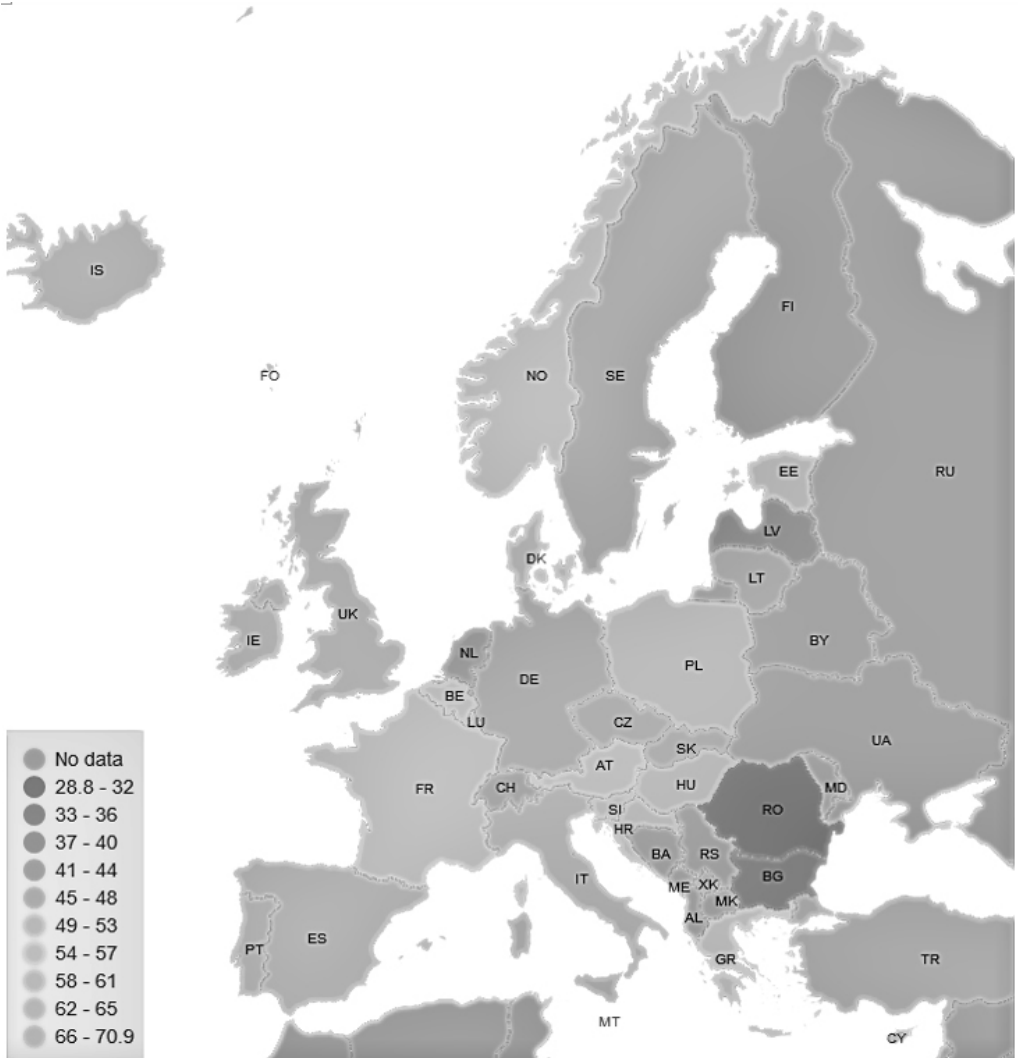 IS
FI
FO
NO
SE
EE
RU
LV
DK
LT
UK
IE
BY
NL
PL
DE
BE
LU
CZ
UA
SK
AT
FR
CH
HU
MD
SI
RO
HR
BA
RS
BG
IT
ME
XK
MK
AL
ES
PT
GR
TR
MT
CY
No data
28.8 - 32
33 - 36
37 - 40
41 - 44
45 - 48
49 - 53
54 - 57
58 - 61
62 - 65
66 - 70.9